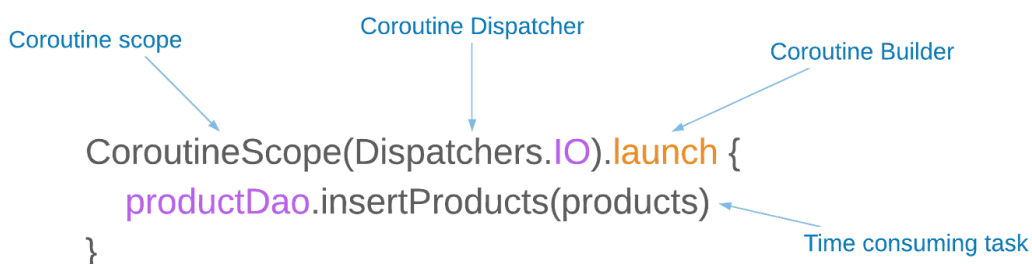 Coroutine scope
Coroutine Dispatcher
Coroutine Builder
CoroutineScope(Dispatchers.IO).launch {
productDao.insertProducts(products)
Time consuming task
}